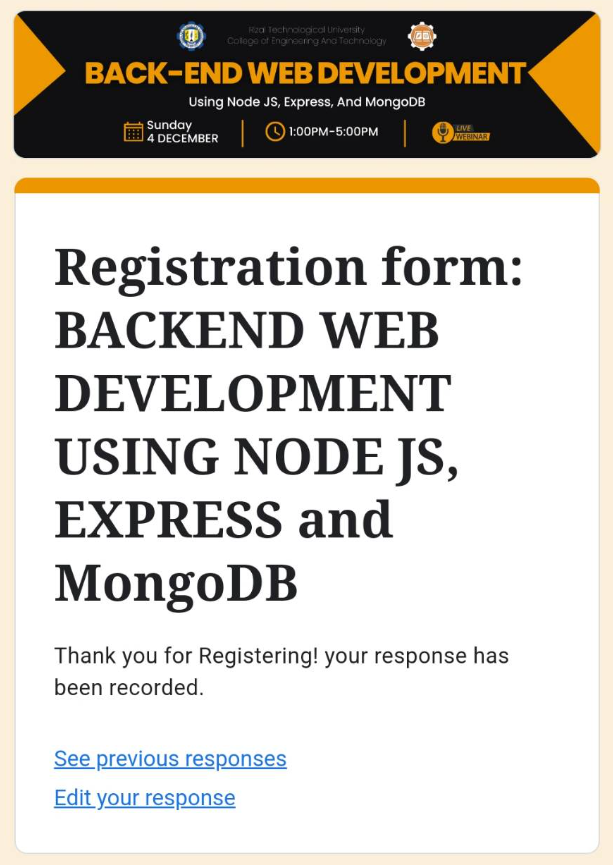 Rizal Technological University
College of Engineering And Technology
BACK-END WEB DEVELOPMENT
Using Node JS, Express, And MongoDB
Sunday
4 DECEMBER
1:00PM-5:00PM
LIVE
WEBINAR
Registration form:
BACKEND WEB
DEVELOPMENT
USING NODE JS,
EXPRESS and
MongoDB
Thank you for Registering! your response has
been recorded.
See previous responses
Edit your response